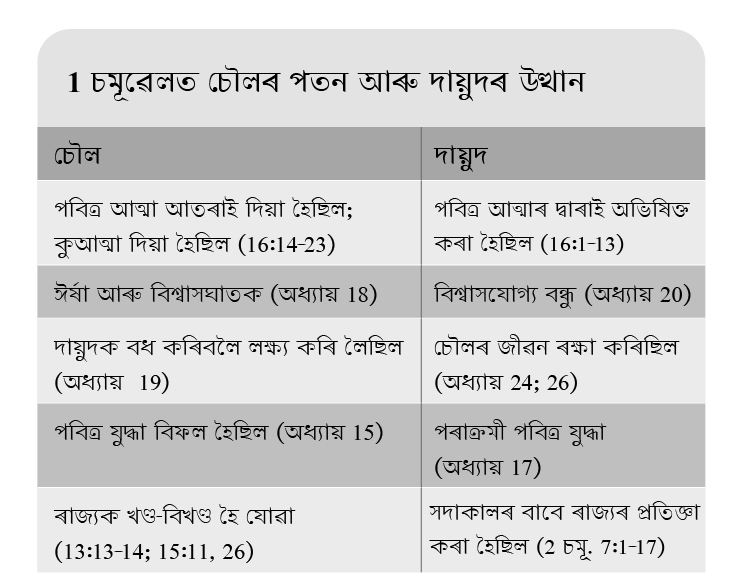 1 চমূৱেলত চৌলৰ পতন আৰু দায়ুদৰ উত্থান
চৌল
দায়ুদ
পবিত্ৰ আত্মা আতৰাই দিয়া হৈছিল;
কুআত্মা দিয়া হৈছিল (16:14-23)
পবিত্ৰ আত্মাৰ দ্বাৰাই অভিষিক্ত
কৰা হৈছিল (16:1-13)
ঈৰ্ষা আৰু বিশ্বাসঘাতক (অধ্যায় 18)
বিশ্বাসযোগ্য বন্ধু (অধ্যায় 20)
দায়ুদক বধ কৰিবলৈ লক্ষ্য কৰি লৈছিল
(অধ্যায় 19)
চৌলৰ জীৱন ৰক্ষা কৰিছিল
(অধ্যায় 24; 26)
পবিত্ৰ যুদ্ধা বিফল হৈছিল (অধ্যায় 15)
পৰাক্ৰমী পবিত্ৰ যুদ্ধা
(অধ্যায় 17)
ৰাজ্যক খণ্ড-বিখণ্ড হৈ যোৱা
(13:13-14; 15:11, 26)
সদাকালৰ বাবে ৰাজ্যৰ প্ৰতিজ্ঞা
কৰা হৈছিল (2 চমূ. 7:1-17)